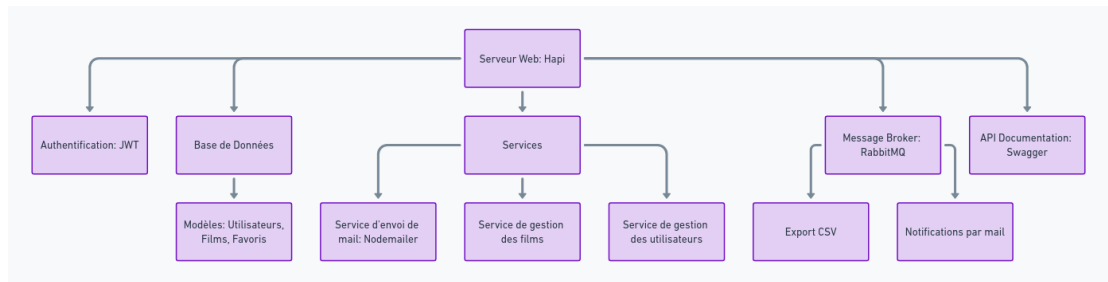 Serveur Web: Hapi
Authentification: JWT
Base de Données
Services
Message Broker:
RabbitMQ
API Documentation:
Swagger
Modèles: Utilisateurs,
Films, Favoris
Service d'envoi de
mail: Nodemailer
Service de gestion
des films
Service de gestion
des utilisateurs
Export CSV
Notifications par mail